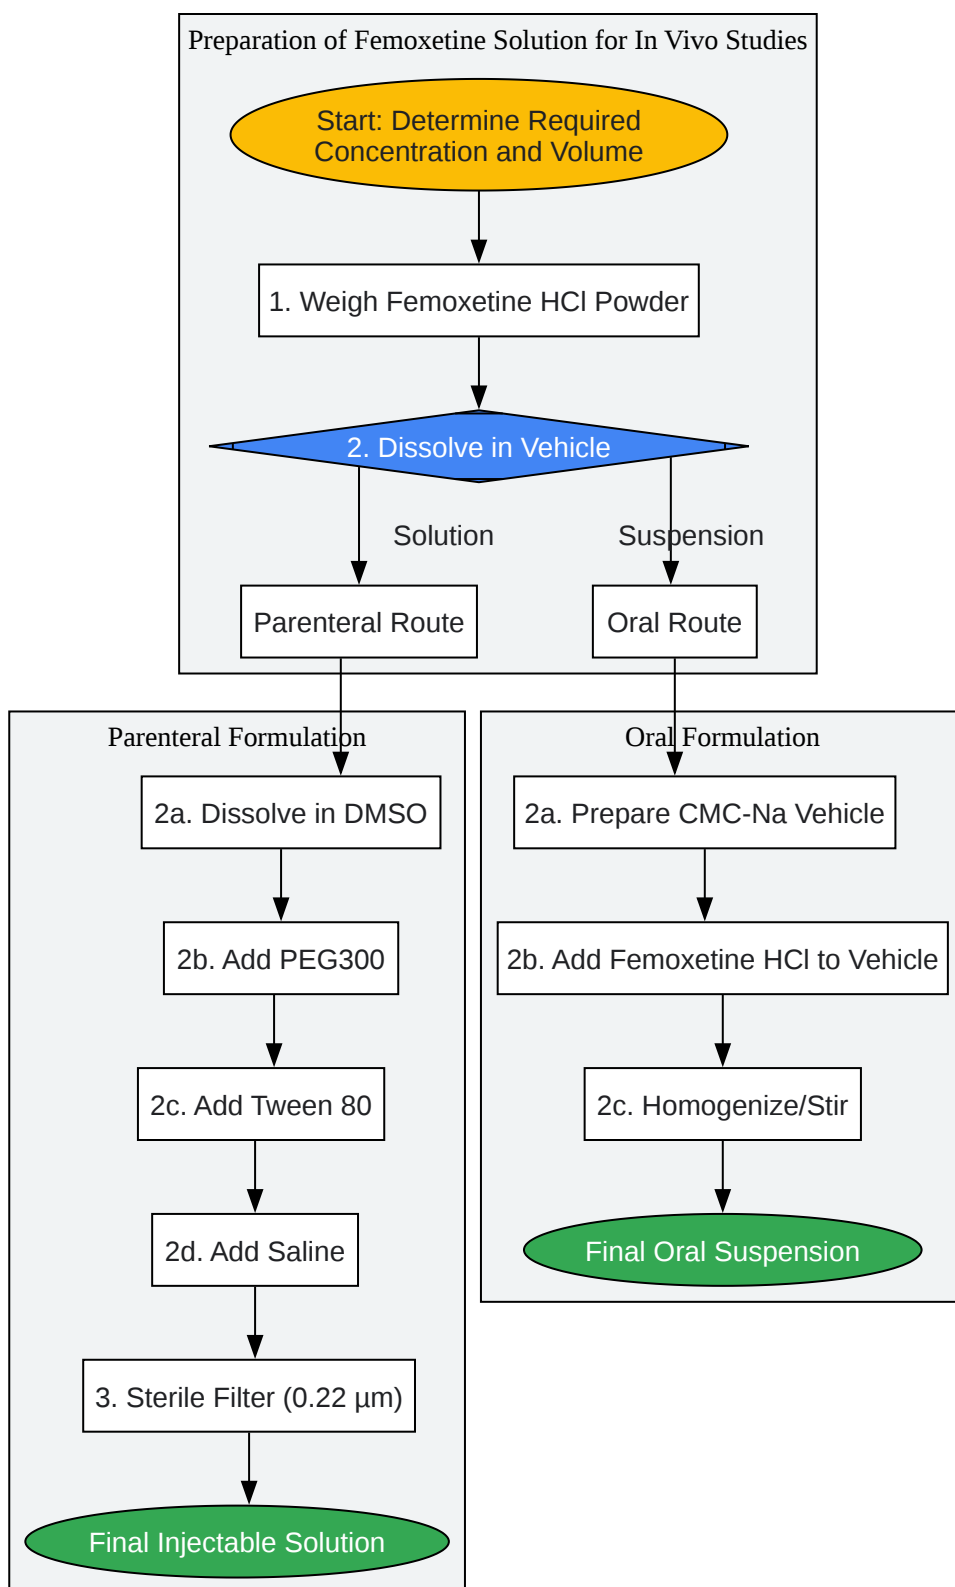 Preparation of Femoxetine Solution for In Vivo Studies
Start: Determine Required
Concentration and Volume
1. Weigh Femoxetine HCl Powder
2. Dissolve in Vehicle
Solution
Suspension
Parenteral Route
Oral Route
Parenteral Formulation
2a. Dissolve in DMSO
2b. Add PEG300
2c. Add Tween 80
2d. Add Saline
3. Sterile Filter (0.22 µm)
Final Injectable Solution
Oral Formulation
2a. Prepare CMC-Na Vehicle
2b. Add Femoxetine HCl to Vehicle
2c. Homogenize/Stir
Final Oral Suspension